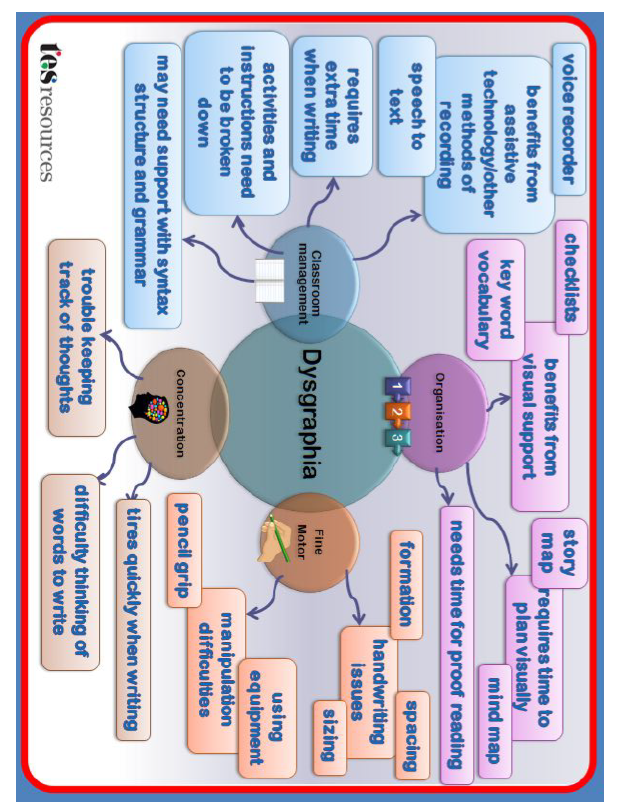 voice recorder
benefits from
assistive
technology/other
methods of
recording
speech to
text
requires
extra time
when writing
activities and
instructions need
to be broken
down
may need support with syntax
structure and grammar
Classroom
management
checklists
key word
vocabulary
benefits from
visual support
Organisation
1
2
3
story
map
requires time to
plan visually
mind map
needs time for proof reading
Dysgraphia
Concentration
trouble keeping
track of thoughts
difficulty thinking of
words to write
tires quickly when writing
Fine
Motor
formation
handwriting
issues
spacing
sizing
pencil grip
manipulation
difficulties
using
equipment
tes resources